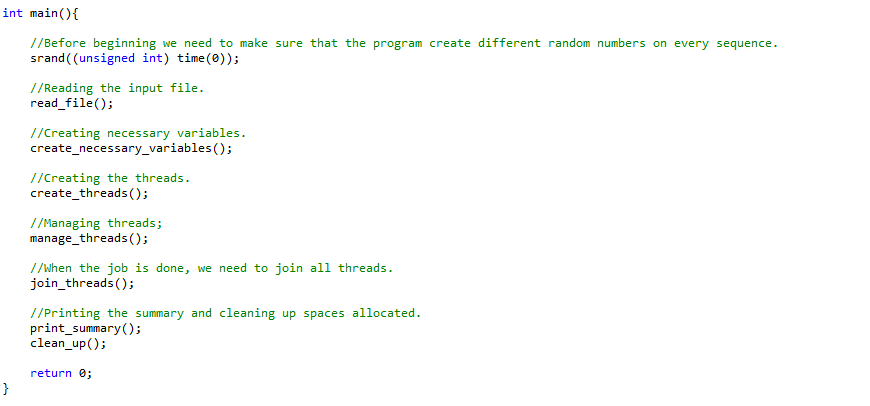 int main(){
//Before beginning we need to make sure that the program create different random numbers on every sequence.
srand((unsigned int) time(0));
//Reading the input file.
read_file();
//Creating necessary variables.
create_necessary_variables();
//Creating the threads.
create_threads();
//Managing threads;
manage_threads();
//When the job is done, we need to join all threads.
join_threads();
//Printing the summary and cleaning up spaces allocated.
print_summary();
clean_up();
return 0;
}